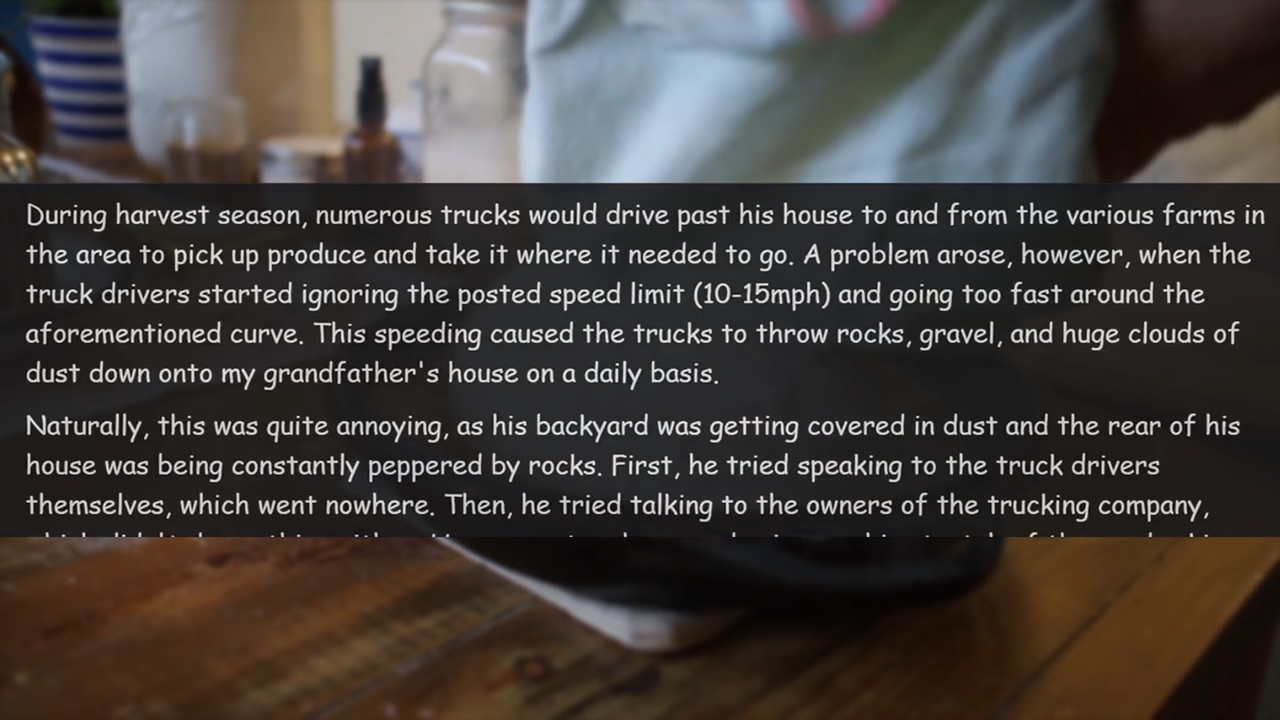 During harvest season, numerous trucks would drive past his house to and from the various farms in
the area to pick up produce and take it where it needed to go. A problem arose, however, when the
truck drivers started ignoring the posted speed limit (10-15mph) and going too fast around the
aforementioned curve. This speeding caused the trucks to throw rocks, gravel, and huge clouds of
dust down onto my grandfather's house on a daily basis.
Naturally, this was quite annoying, as his backyard was getting covered in dust and the rear of his
house was being constantly peppered by rocks. First, he tried speaking to the truck drivers
themselves, which went nowhere. Then, he tried talking to the owners of the trucking company,